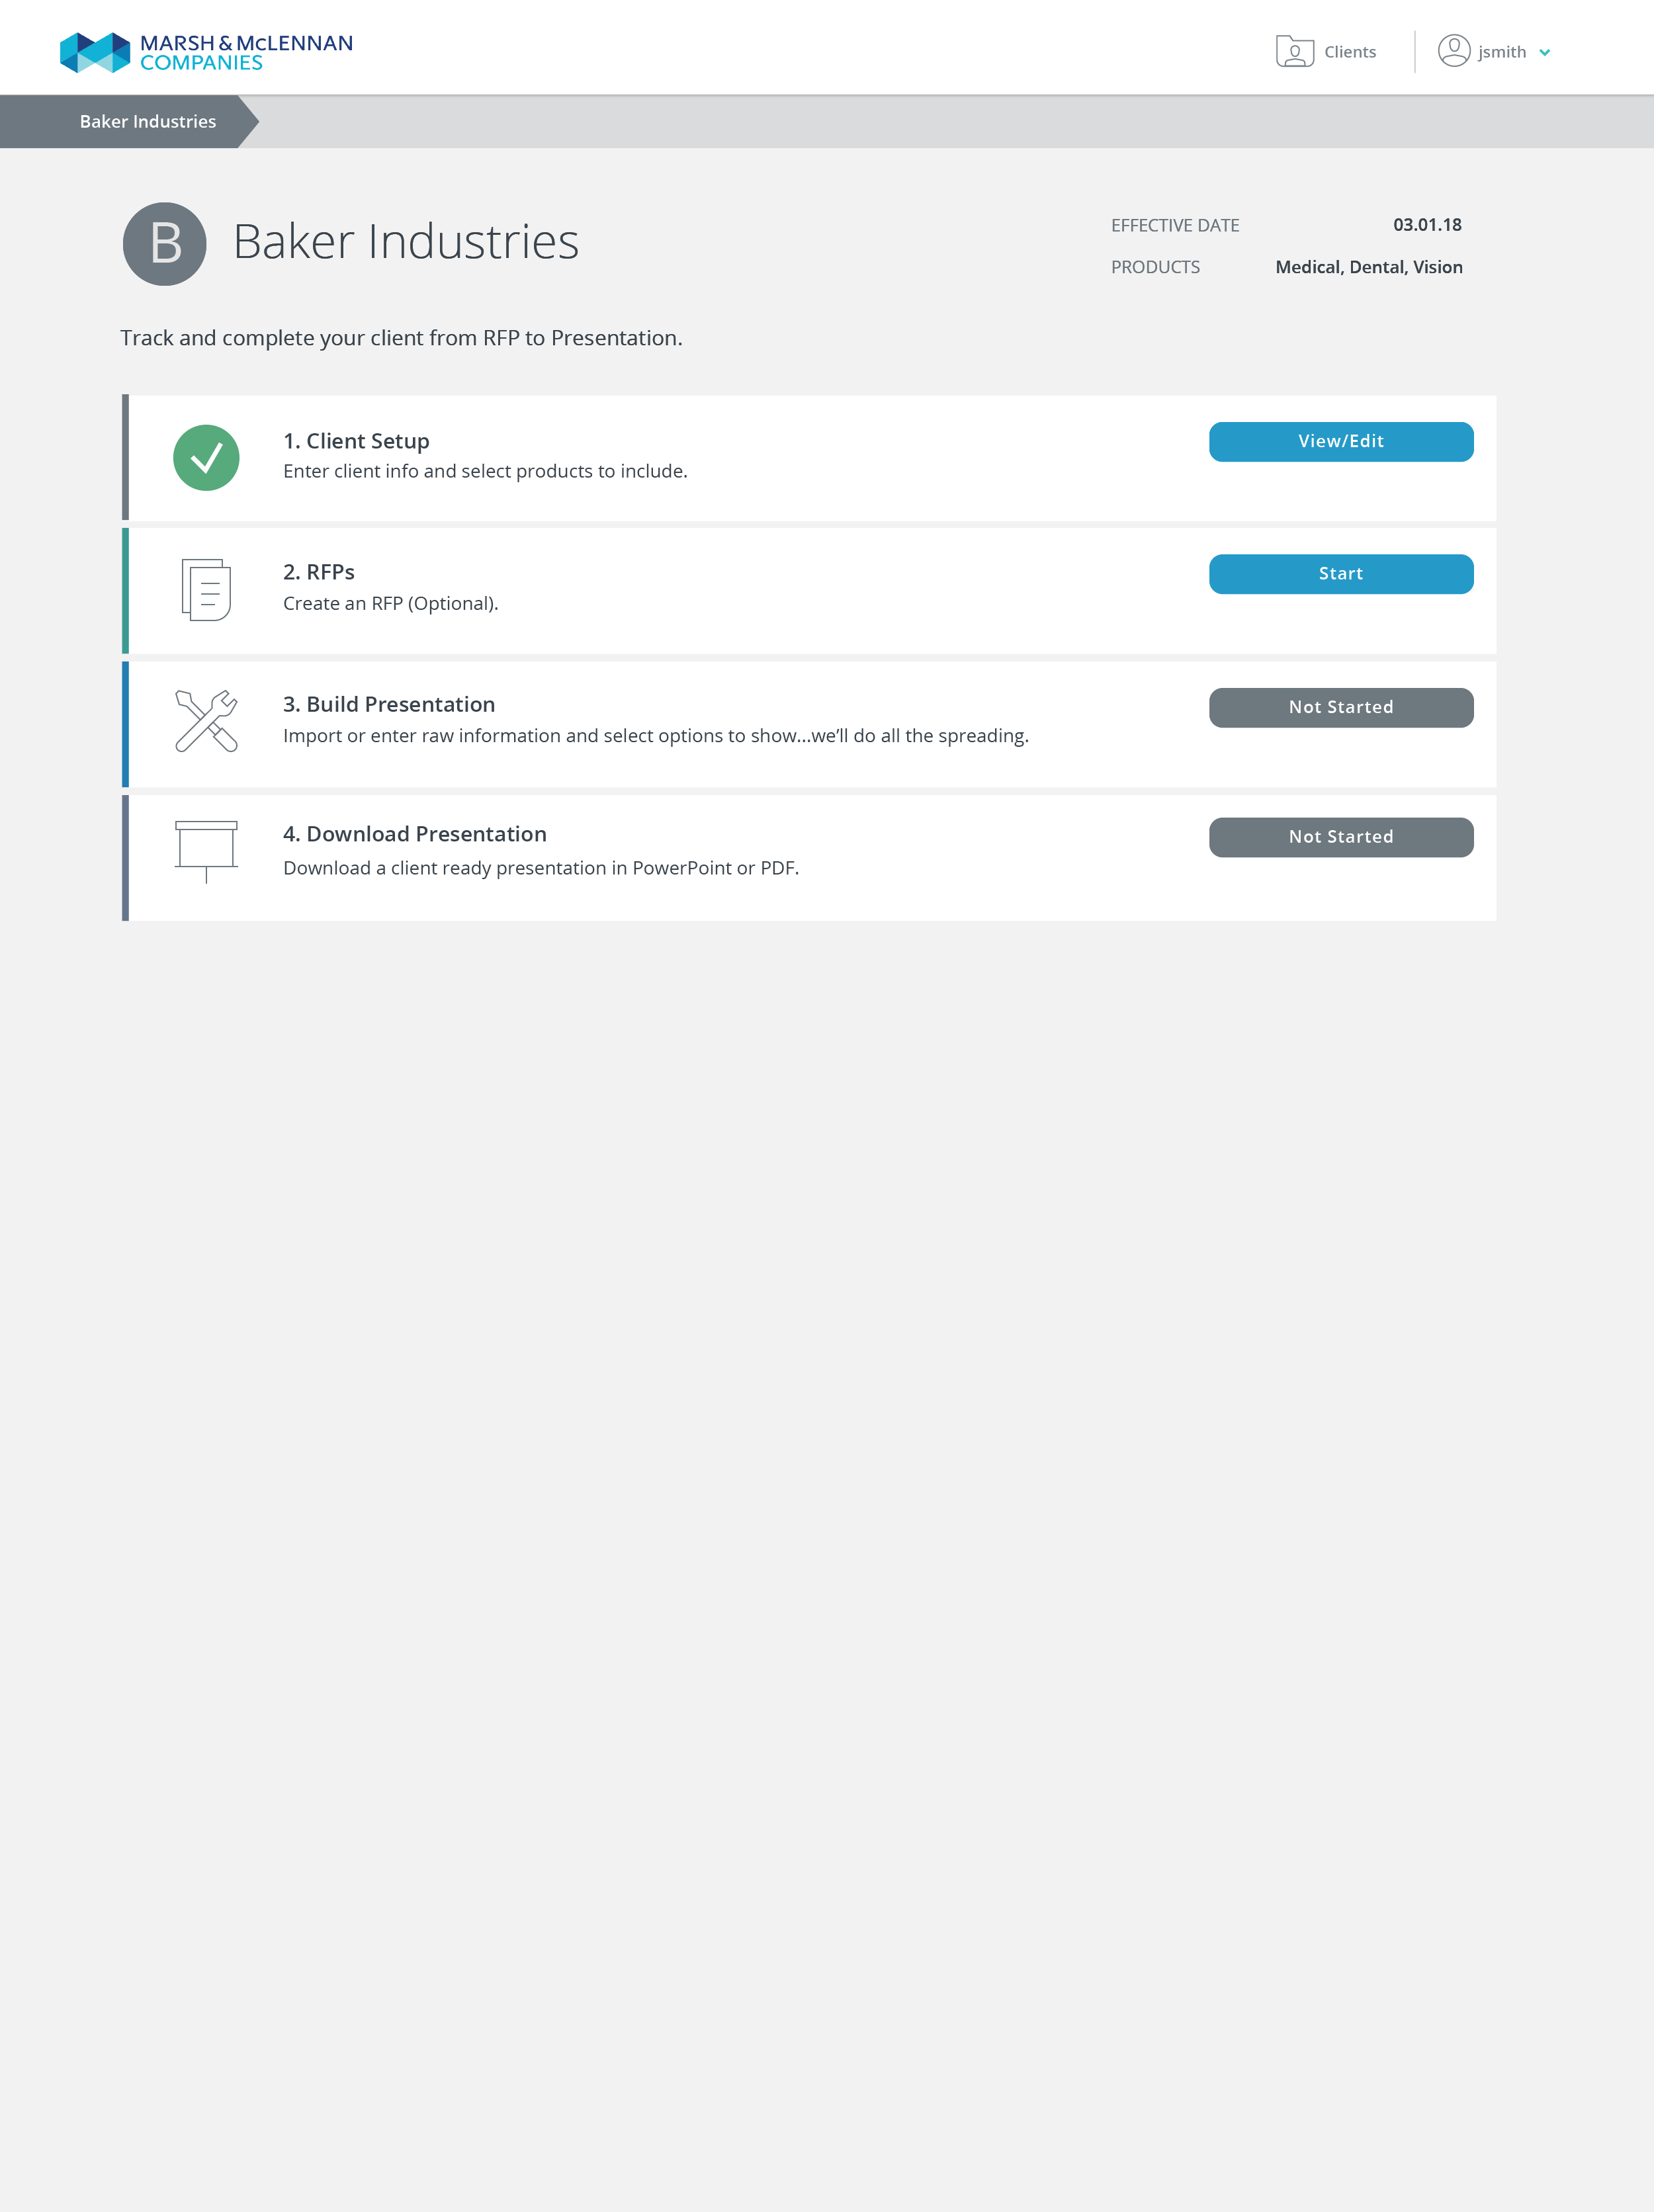 MARSH & McLENNAN
COMPANIES
Clients
jsmith
Baker Industries
B
Baker Industries
EFFECTIVE DATE 03.01.18
PRODUCTS Medical, Dental, Vision
Track and complete your client from RFP to Presentation.
1. Client Setup
Enter client info and select products to include.
View/Edit
2. RFPs
Create an RFP (Optional).
Start
3. Build Presentation
Import or enter raw information and select options to show...we’ll do all the spreading.
Not Started
4. Download Presentation
Download a client ready presentation in PowerPoint or PDF.
Not Started